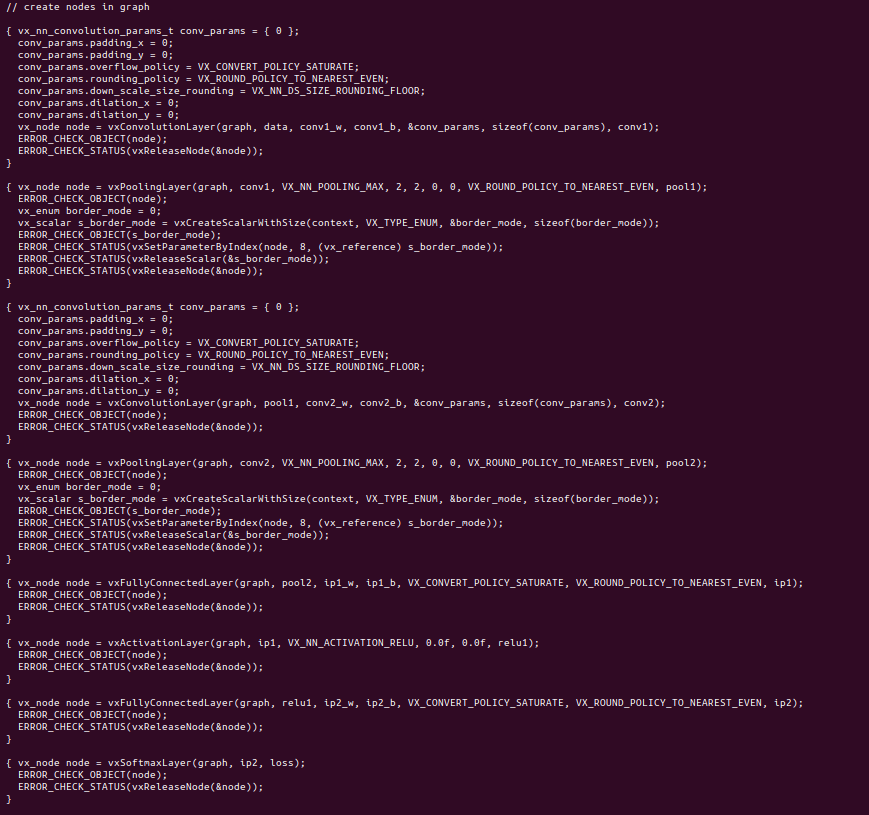 // create nodes in graph
{ vx_nn_convolution_params_t conv_params = { 0 };
conv_params.padding_x = 0;
conv_params.padding_y = 0;
conv_params.overflow_policy = VX_CONVERT_POLICY_SATURATE;
conv_params.rounding_policy = VX_ROUND_POLICY_TO_NEAREST_EVEN;
conv_params.down_scale_size_rounding = VX_NN_DS_SIZE_ROUNDING_FLOOR;
conv_params.dilation_x = 0;
conv_params.dilation_y = 0;
vx_node node = vxConvolutionLayer(graph, data, conv1_w, conv1_b, &conv_params, sizeof(conv_params), conv1);
ERROR_CHECK_OBJECT(node);
ERROR_CHECK_STATUS(vxReleaseNode(&node));
}
{ vx_node node = vxPoolingLayer(graph, conv1, VX_NN_POOLING_MAX, 2, 2, 0, 0, VX_ROUND_POLICY_TO_NEAREST_EVEN, pool1);
ERROR_CHECK_OBJECT(node);
vx_enum border_mode = 0;
vx_scalar s_border_mode = vxCreateScalarWithSize(context, VX_TYPE_ENUM, &border_mode, sizeof(border_mode));
ERROR_CHECK_OBJECT(s_border_mode);
ERROR_CHECK_STATUS(vxSetParameterByIndex(node, 8, (vx_reference) s_border_mode));
ERROR_CHECK_STATUS(vxReleaseScalar(&s_border_mode));
ERROR_CHECK_STATUS(vxReleaseNode(&node));
}
{ vx_nn_convolution_params_t conv_params = { 0 };
conv_params.padding_x = 0;
conv_params.padding_y = 0;
conv_params.overflow_policy = VX_CONVERT_POLICY_SATURATE;
conv_params.rounding_policy = VX_ROUND_POLICY_TO_NEAREST_EVEN;
conv_params.down_scale_size_rounding = VX_NN_DS_SIZE_ROUNDING_FLOOR;
conv_params.dilation_x = 0;
conv_params.dilation_y = 0;
vx_node node = vxConvolutionLayer(graph, pool1, conv2_w, conv2_b, &conv_params, sizeof(conv_params), conv2);
ERROR_CHECK_OBJECT(node);
ERROR_CHECK_STATUS(vxReleaseNode(&node));
}
{ vx_node node = vxPoolingLayer(graph, conv2, VX_NN_POOLING_MAX, 2, 2, 0, 0, VX_ROUND_POLICY_TO_NEAREST_EVEN, pool2);
ERROR_CHECK_OBJECT(node);
vx_enum border_mode = 0;
vx_scalar s_border_mode = vxCreateScalarWithSize(context, VX_TYPE_ENUM, &border_mode, sizeof(border_mode));
ERROR_CHECK_OBJECT(s_border_mode);
ERROR_CHECK_STATUS(vxSetParameterByIndex(node, 8, (vx_reference) s_border_mode));
ERROR_CHECK_STATUS(vxReleaseScalar(&s_border_mode));
ERROR_CHECK_STATUS(vxReleaseNode(&node));
}
{ vx_node node = vxFullyConnectedLayer(graph, pool2, ip1_w, ip1_b, VX_CONVERT_POLICY_SATURATE, VX_ROUND_POLICY_TO_NEAREST_EVEN, ip1);
ERROR_CHECK_OBJECT(node);
ERROR_CHECK_STATUS(vxReleaseNode(&node));
}
{ vx_node node = vxActivationLayer(graph, ip1, VX_NN_ACTIVATION_RELU, 0.0f, 0.0f, relu1);
ERROR_CHECK_OBJECT(node);
ERROR_CHECK_STATUS(vxReleaseNode(&node));
}
{ vx_node node = vxFullyConnectedLayer(graph, relu1, ip2_w, ip2_b, VX_CONVERT_POLICY_SATURATE, VX_ROUND_POLICY_TO_NEAREST_EVEN, ip2);
ERROR_CHECK_OBJECT(node);
ERROR_CHECK_STATUS(vxReleaseNode(&node));
}
{ vx_node node = vxSoftmaxLayer(graph, ip2, loss);
ERROR_CHECK_OBJECT(node);
ERROR_CHECK_STATUS(vxReleaseNode(&node));
}